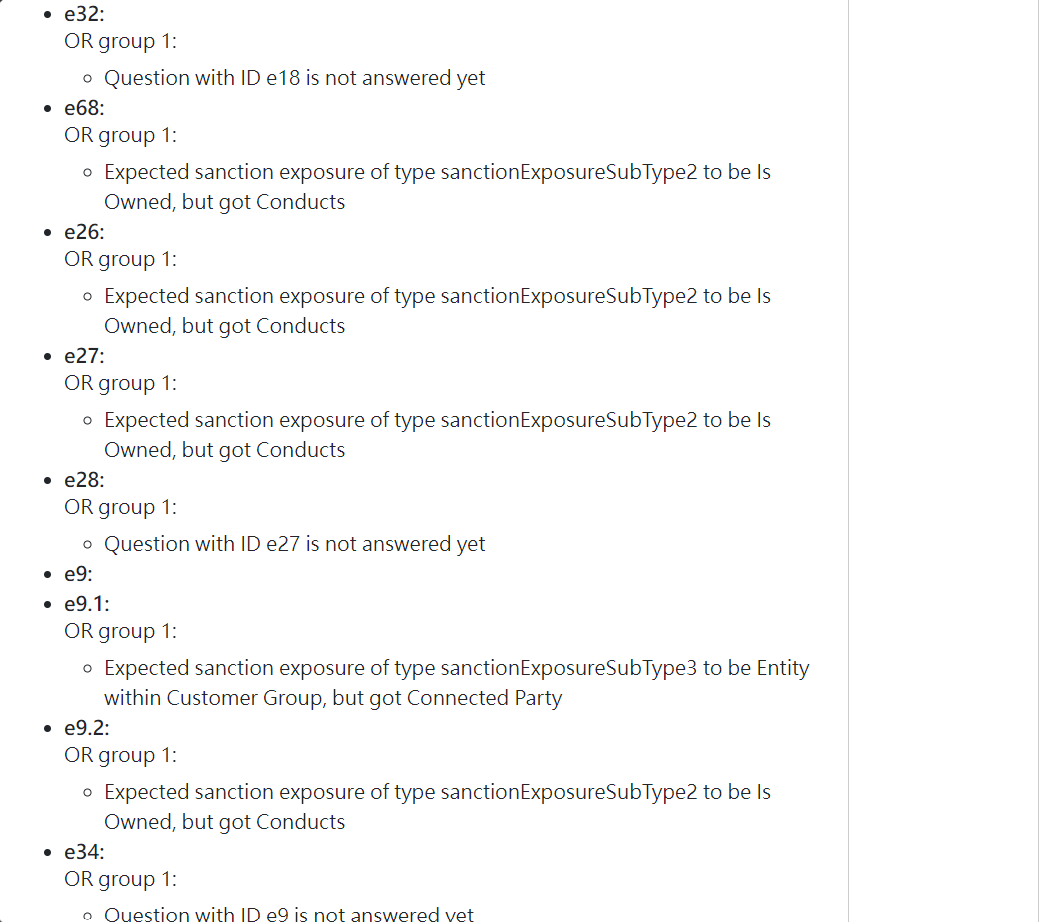 e32:
OR group 1:
Question with ID e18 is not answered yet
e68:
OR group 1:
Expected sanction exposure of type sanctionExposureSubType2 to be Is
Owned, but got Conducts
e26:
OR group 1:
Expected sanction exposure of type sanctionExposureSubType2 to be Is
Owned, but got Conducts
e27:
OR group 1:
Expected sanction exposure of type sanctionExposureSubType2 to be Is
Owned, but got Conducts
e28:
OR group 1:
Question with ID e27 is not answered yet
e9:
e9.1:
OR group 1:
Expected sanction exposure of type sanctionExposureSubType3 to be Entity
within Customer Group, but got Connected Party
e9.2:
OR group 1:
Expected sanction exposure of type sanctionExposureSubType2 to be Is
Owned, but got Conducts
e34:
OR group 1:
Question with ID e9 is not answered yet